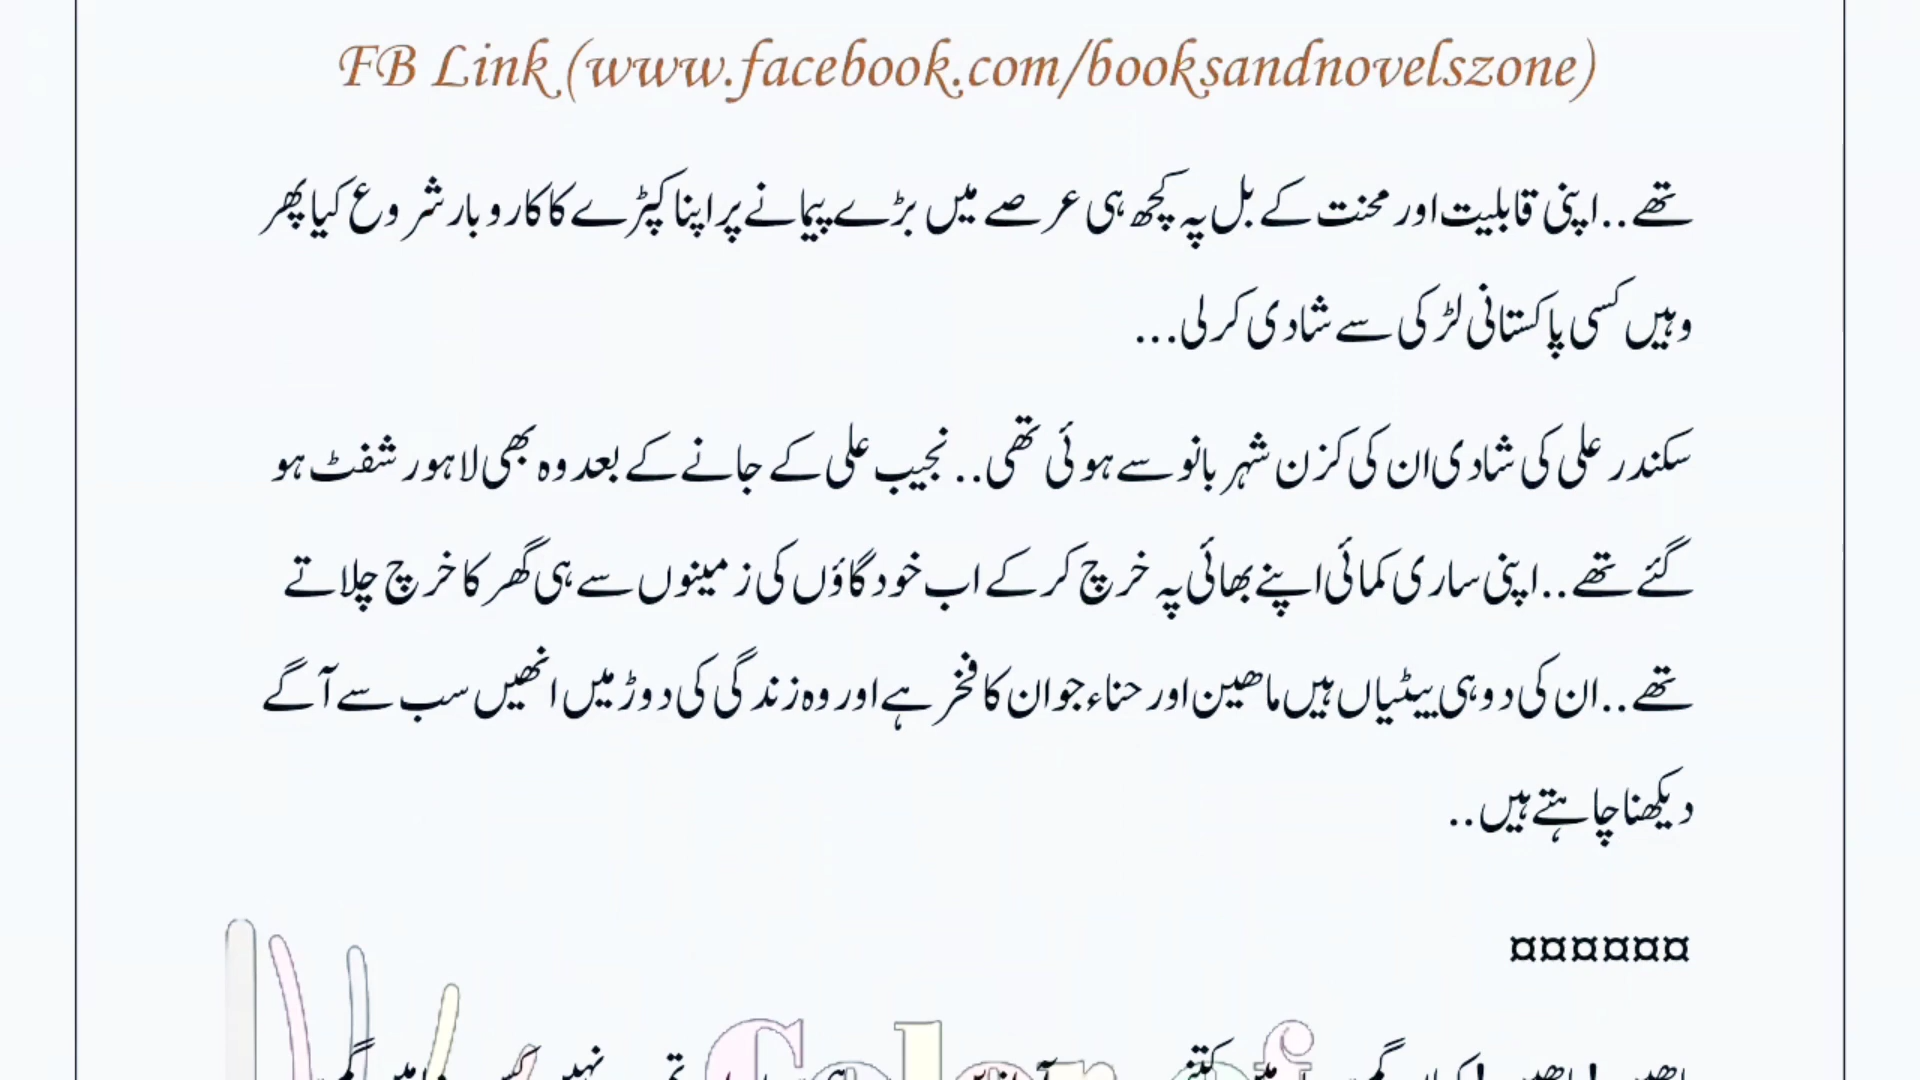 FB Link (www.facebook.com/booksandnovelszone)
تھے..اپنی قابلیت اور محنت کے بل پہ کچھ ہی عرصے میں بڑے پیمانے پر اپنا کپڑے کا کاروبار شروع کیا پھر
وہیں کسی پاکستانی لڑکی سے شادی کر لی...
سکندر علی کی شادی ان کی کزن شہر بانو سے ہوئی تھی.. نجیب علی کے جانے کے بعد وہ بھی لاہور شفٹ ہو
گئے تھے..اپنی ساری کمائی اپنے بھائی پہ خرچ کر کے اب خود گاؤں کی زمینوں سے ہی گھر کا خرچ چلاتے
تھے..ان کی دو ہی بیٹیاں ہیں ماھین اور حناء جو ان کا فخر ہے اور وہ زندگی کی دوڑ میں انھیں سب سے آگے
دیکھنا چاہتے ہیں..
¤¤¤¤¤¤
Color of